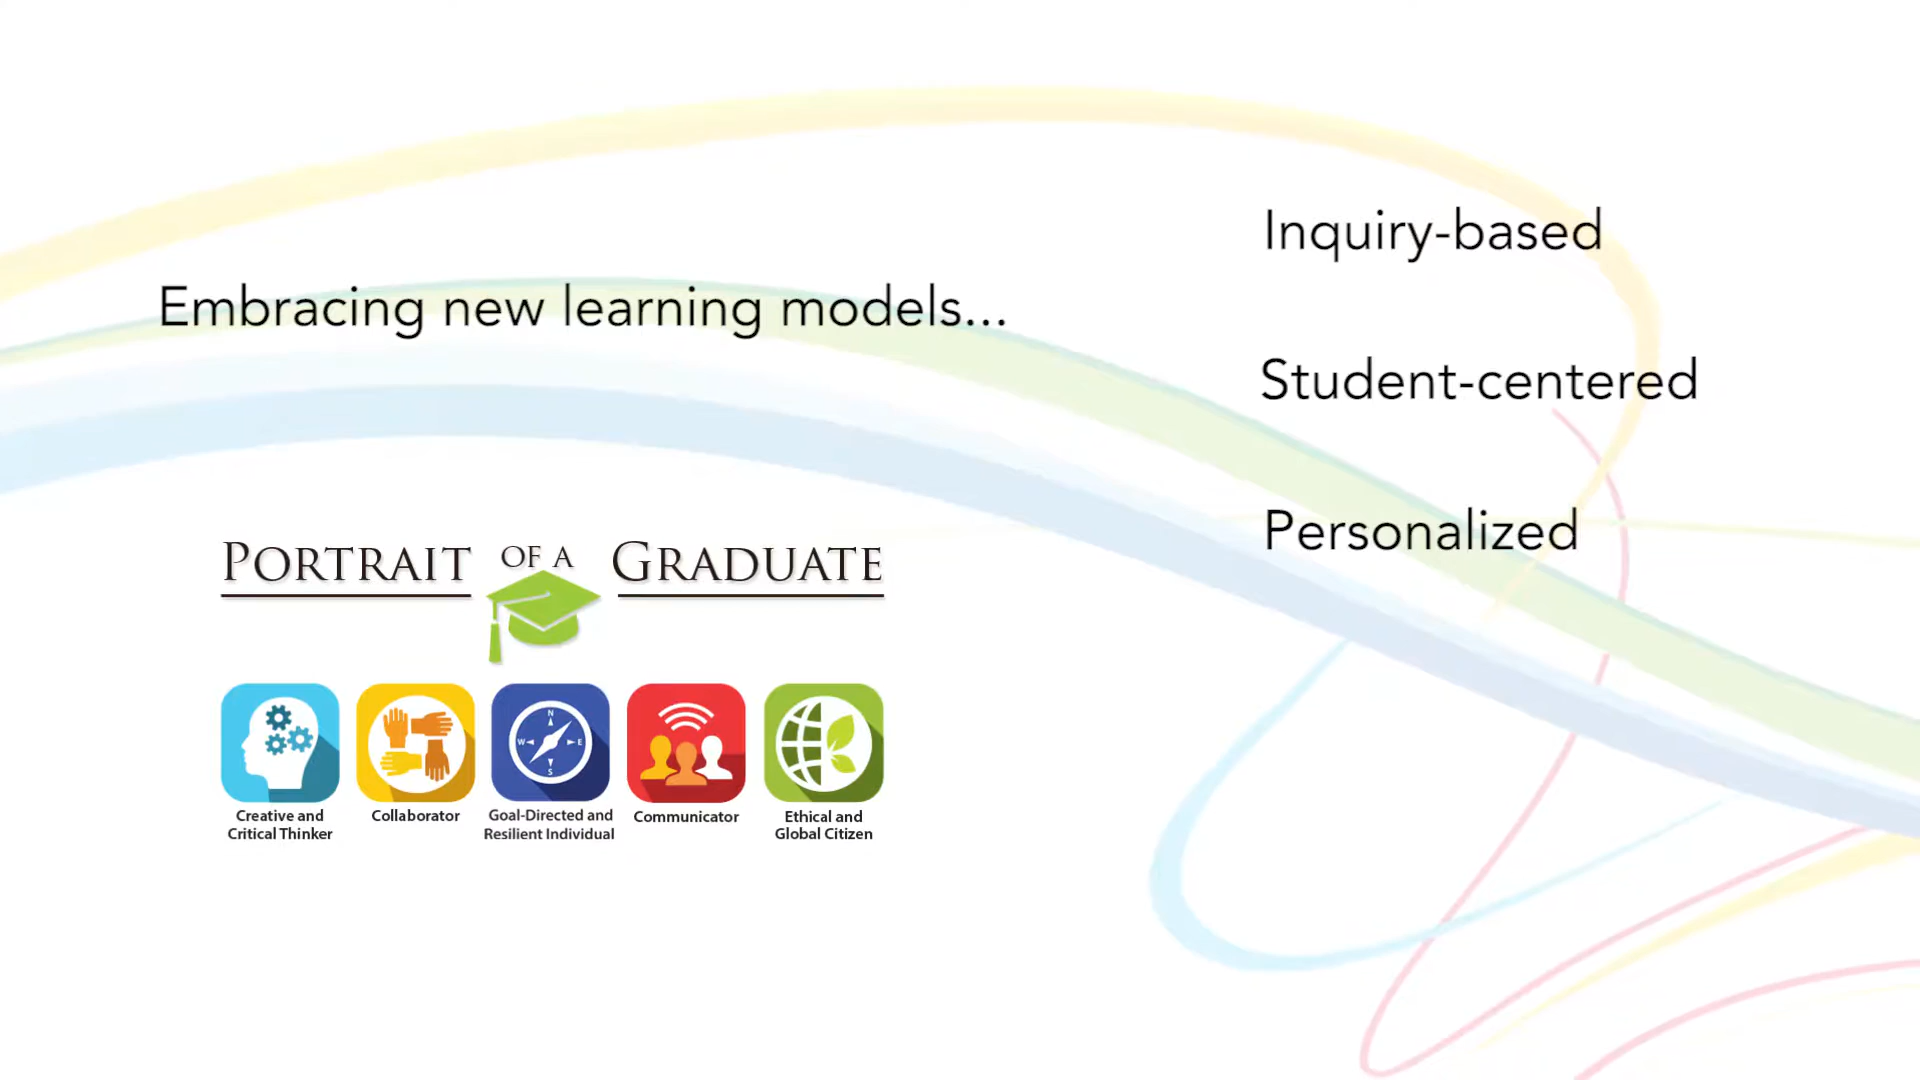 Embracing new learning models...
Inquiry-based
Student-centered
Personalized
PORTRAIT OF A GRADUATE
N
W E
S
Creative and
Critical Thinker
Collaborator
Goal-Directed and
Resilient Individual
Communicator
Ethical and
Global Citizen